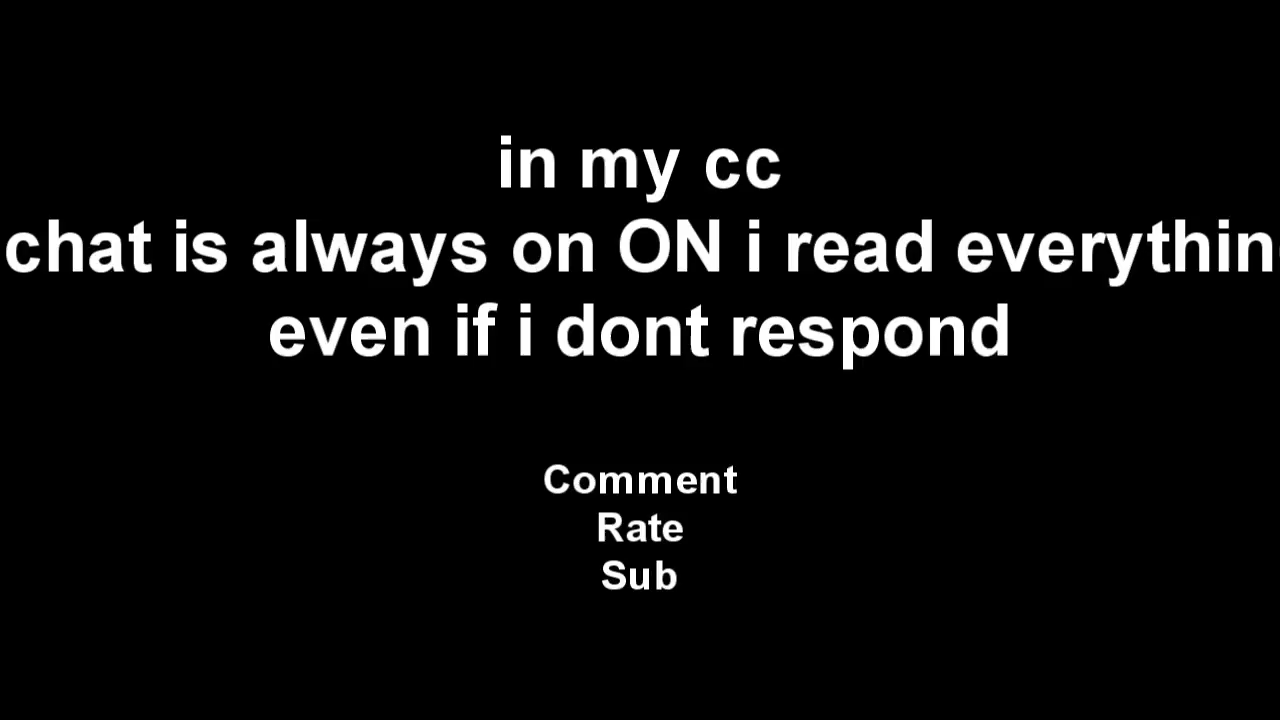 in my cc
chat is always on ON i read everythin
even if i dont respond
Comment
Rate
Sub